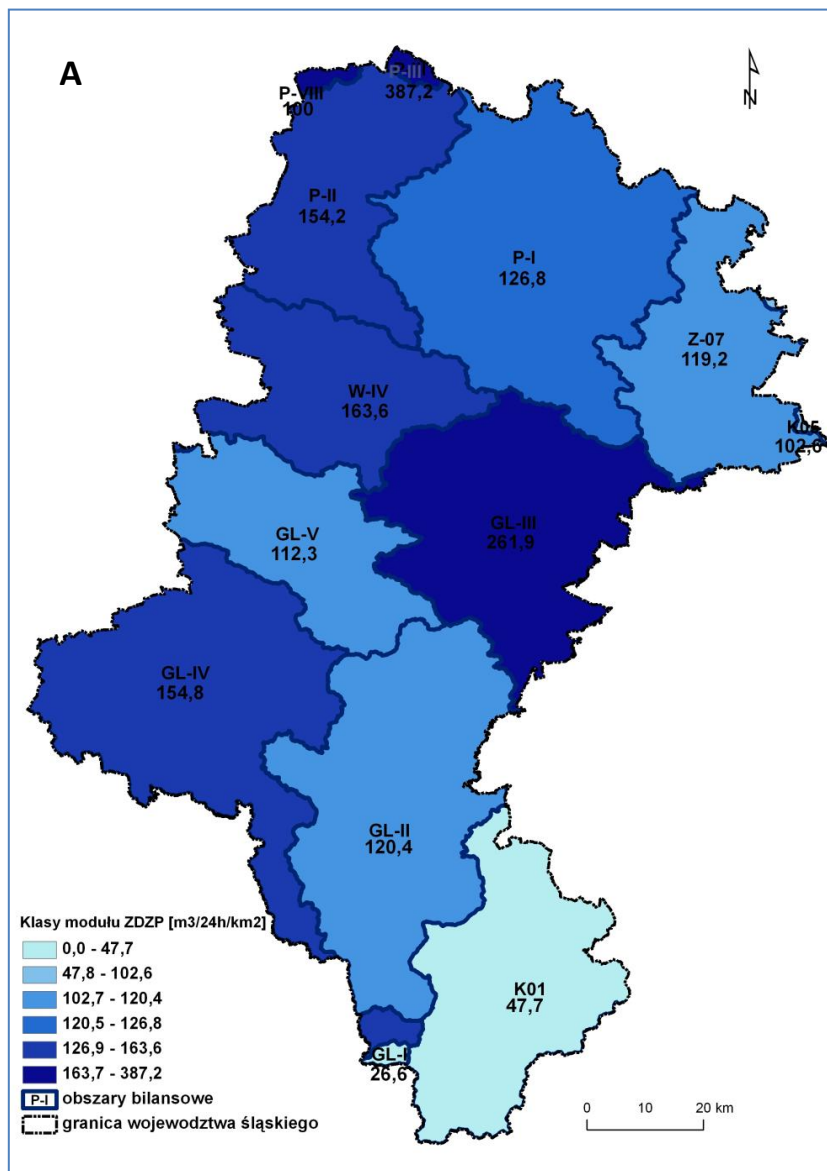 A
N
P-III
387,2
P-VIII
100
P-II
154,2
P-I
126,8
Z-07
119,2
W-IV
163,6
K05
102,6
GL-III
261,9
GL-V
112,3
GL-IV
154,8
GL-II
120,4
K01
47,7
GL-I
26,6
Klasy modułu ZDZP [m3/24h/km2]
0,0 - 47,7
47,8 - 102,6
102,7 - 120,4
120,5 - 126,8
126,9 - 163,6
163,7 - 387,2
P-I obszary bilansowe
granica wojewodztwa śląskiego
0 10 20 km